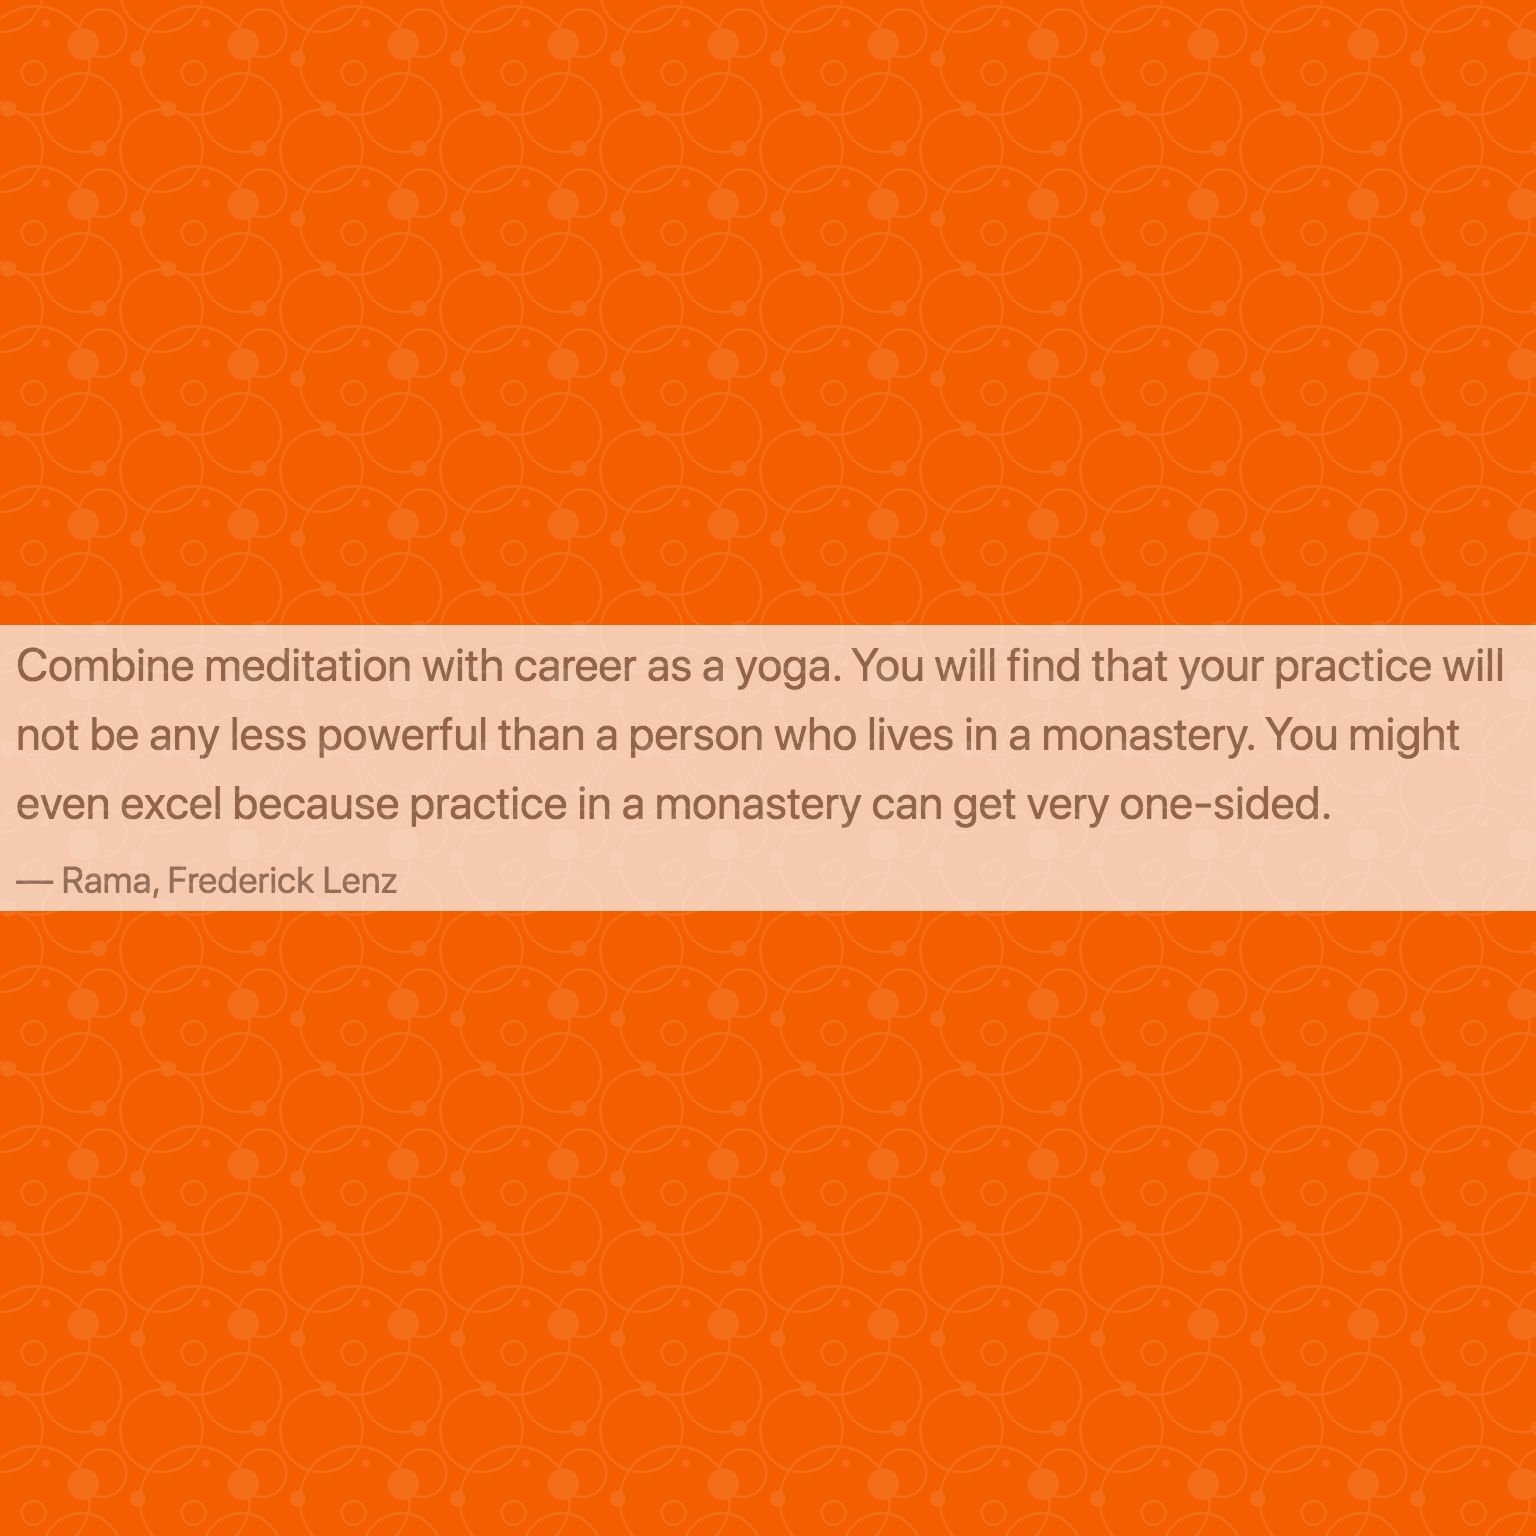 Combine meditation with career as a yoga. You will find that your practice will
not be any less powerful than a person who lives in a monastery. You might
even excel because practice in a monastery can get very one-sided.
— Rama, Frederick Lenz